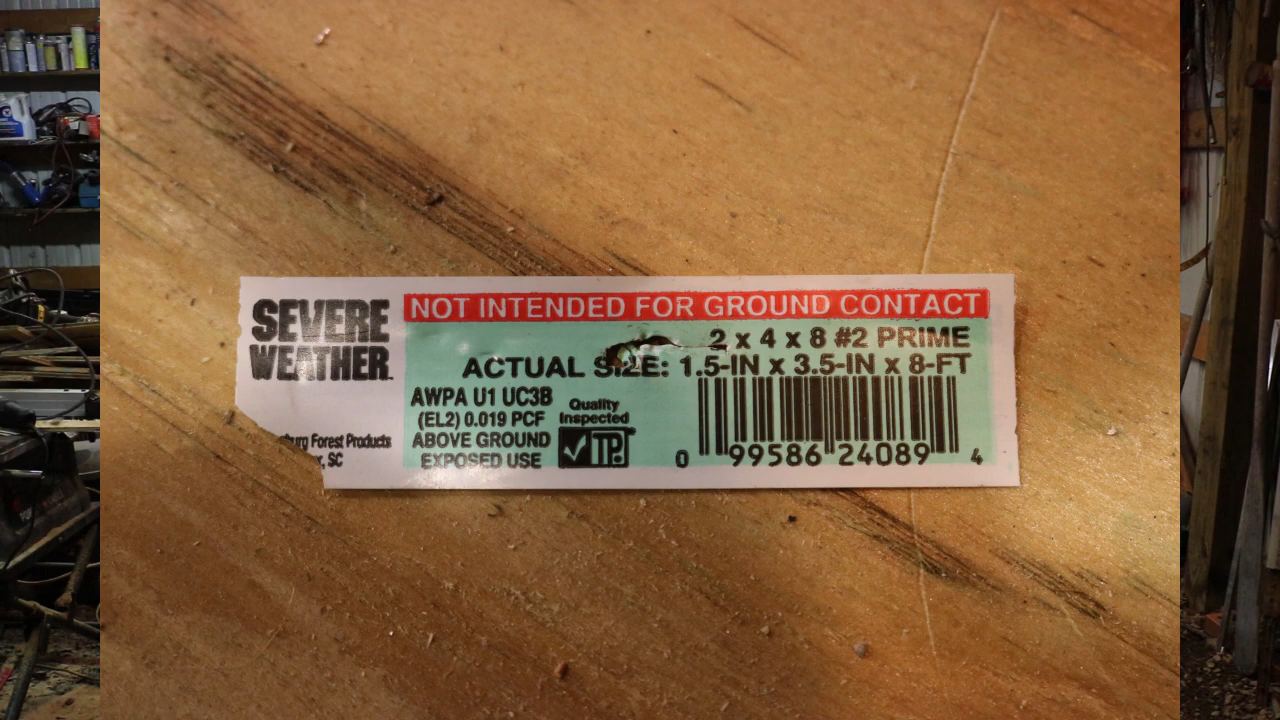 SEVERE
WEATHER
NOT INTENDED FOR GROUND CONTACT
2 x 4 x 8 #2 PRIME
ACTUAL SIZE: 1.5-IN x 3.5-IN x 8-FT
AWPA U1 UC3B
(EL2) 0.019 PCF
ABOVE GROUND
EXPOSED USE
Quality
Inspected
TP
0 99586 24089 4
Forest Products
SC